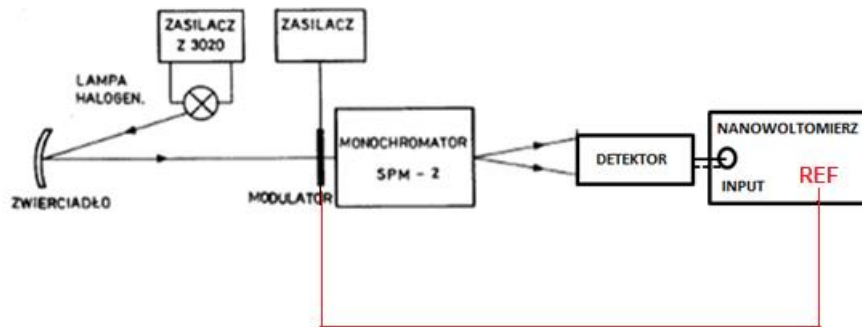 ZASILACZ
Z 3020
ZASILACZ
LAMPA
HALOGEN.
MONOCHROMATOR
SPM - 2
NANOWOLTOMIERZ
DETEKTOR
INPUT
REF
ZWIERCIADŁO
MODULATOR